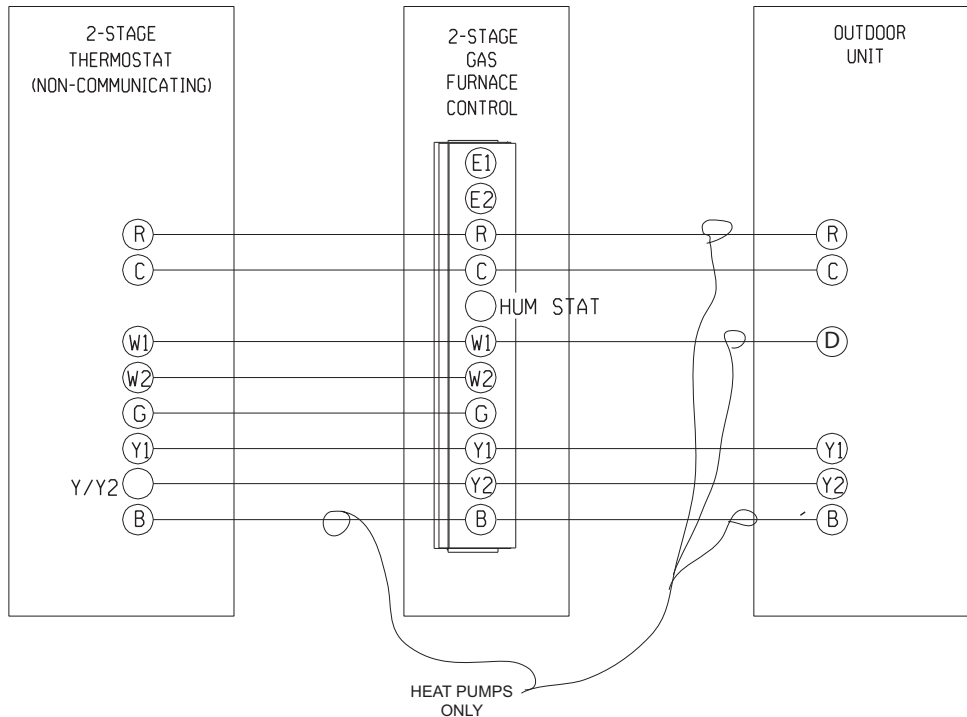 2-STAGE
THERMOSTAT
(NON-COMMUNICATING)
2-STAGE
GAS
FURNACE
CONTROL
OUTDOOR
UNIT
E1
E2
R R R
C C C
HUM STAT
W1 W1 D
W2 W2
G G
Y1 Y1 Y1
Y/Y2 Y2 Y2
B B B
HEAT PUMPS
ONLY